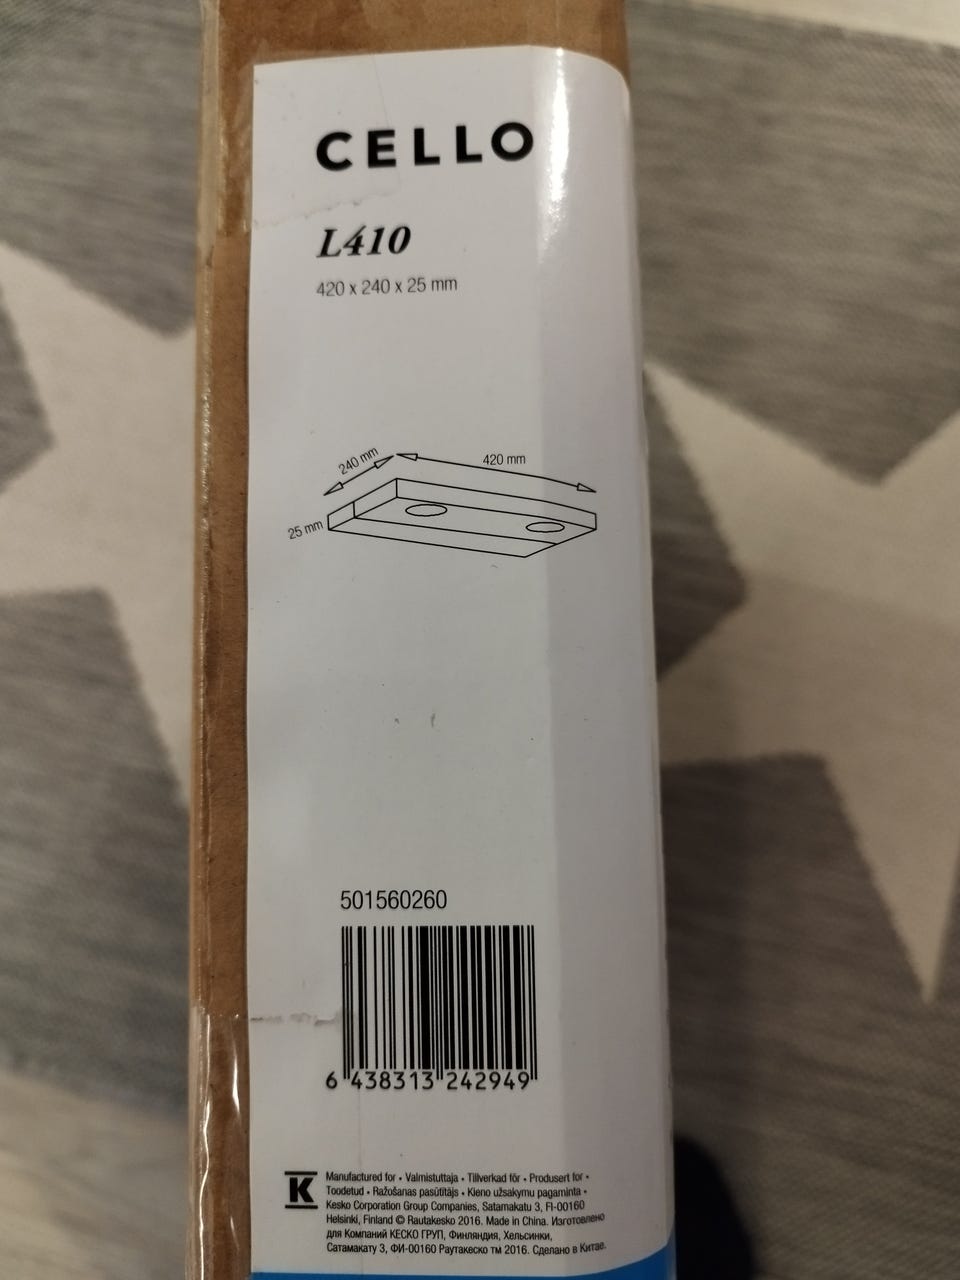 CELLO
L410
420 x 240 x 25 mm
240 mm
420 mm
25 mm
501560260
6 438313 242949
K
Manufactured for • Valmistuttaja • Tillverkad för • Produsert for •
Toodetud • Ražošanas pasūtītājs • Kieno užsakymu pagaminta •
Kesko Corporation Group Companies, Satamakatu 3, FI-00160
Helsinki, Finland © Rautakesko 2016. Made in China. Изготовлено
для Компаний КЕСКО ГРУП, Финляндия, Хельсинки,
Сатамакату 3, ФИ-00160 Раутакеско тм 2016. Сделано в Китае.